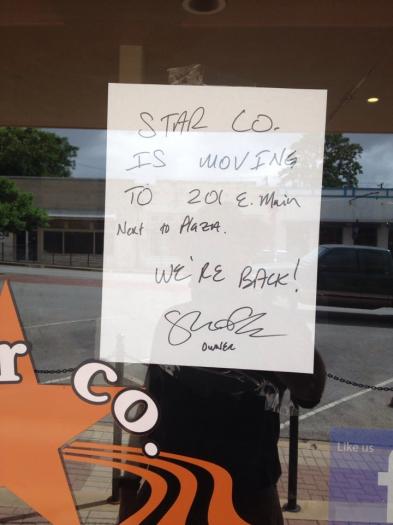 STAR CO.
IS MOVING
TO 201 E. Main
Next to Plaza.
WE'RE BACK!
OWNER
r co.
Like us
f